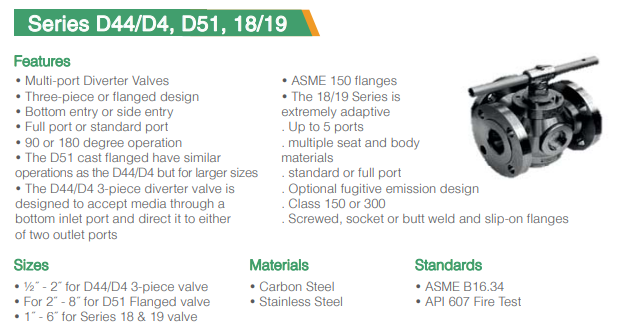 Series D44/D4, D51, 18/19
Features
• Multi-port Diverter Valves
• Three-piece or flanged design
• Bottom entry or side entry
• Full port or standard port
• 90 or 180 degree operation
• The D51 cast flanged have similar
operations as the D44/D4 but for larger sizes
• The D44/D4 3-piece diverter valve is
designed to accept media through a
bottom inlet port and direct it to either
of two outlet ports
• ASME 150 flanges
• The 18/19 Series is
extremely adaptive
. Up to 5 ports
. multiple seat and body
materials
. standard or full port
. Optional fugitive emission design
. Class 150 or 300
. Screwed, socket or butt weld and slip-on flanges
Sizes
• ½˝ - 2˝ for D44/D4 3-piece valve
• For 2˝ - 8˝ for D51 Flanged valve
• 1˝ - 6˝ for Series 18 & 19 valve
Materials
• Carbon Steel
• Stainless Steel
Standards
• ASME B16.34
• API 607 Fire Test